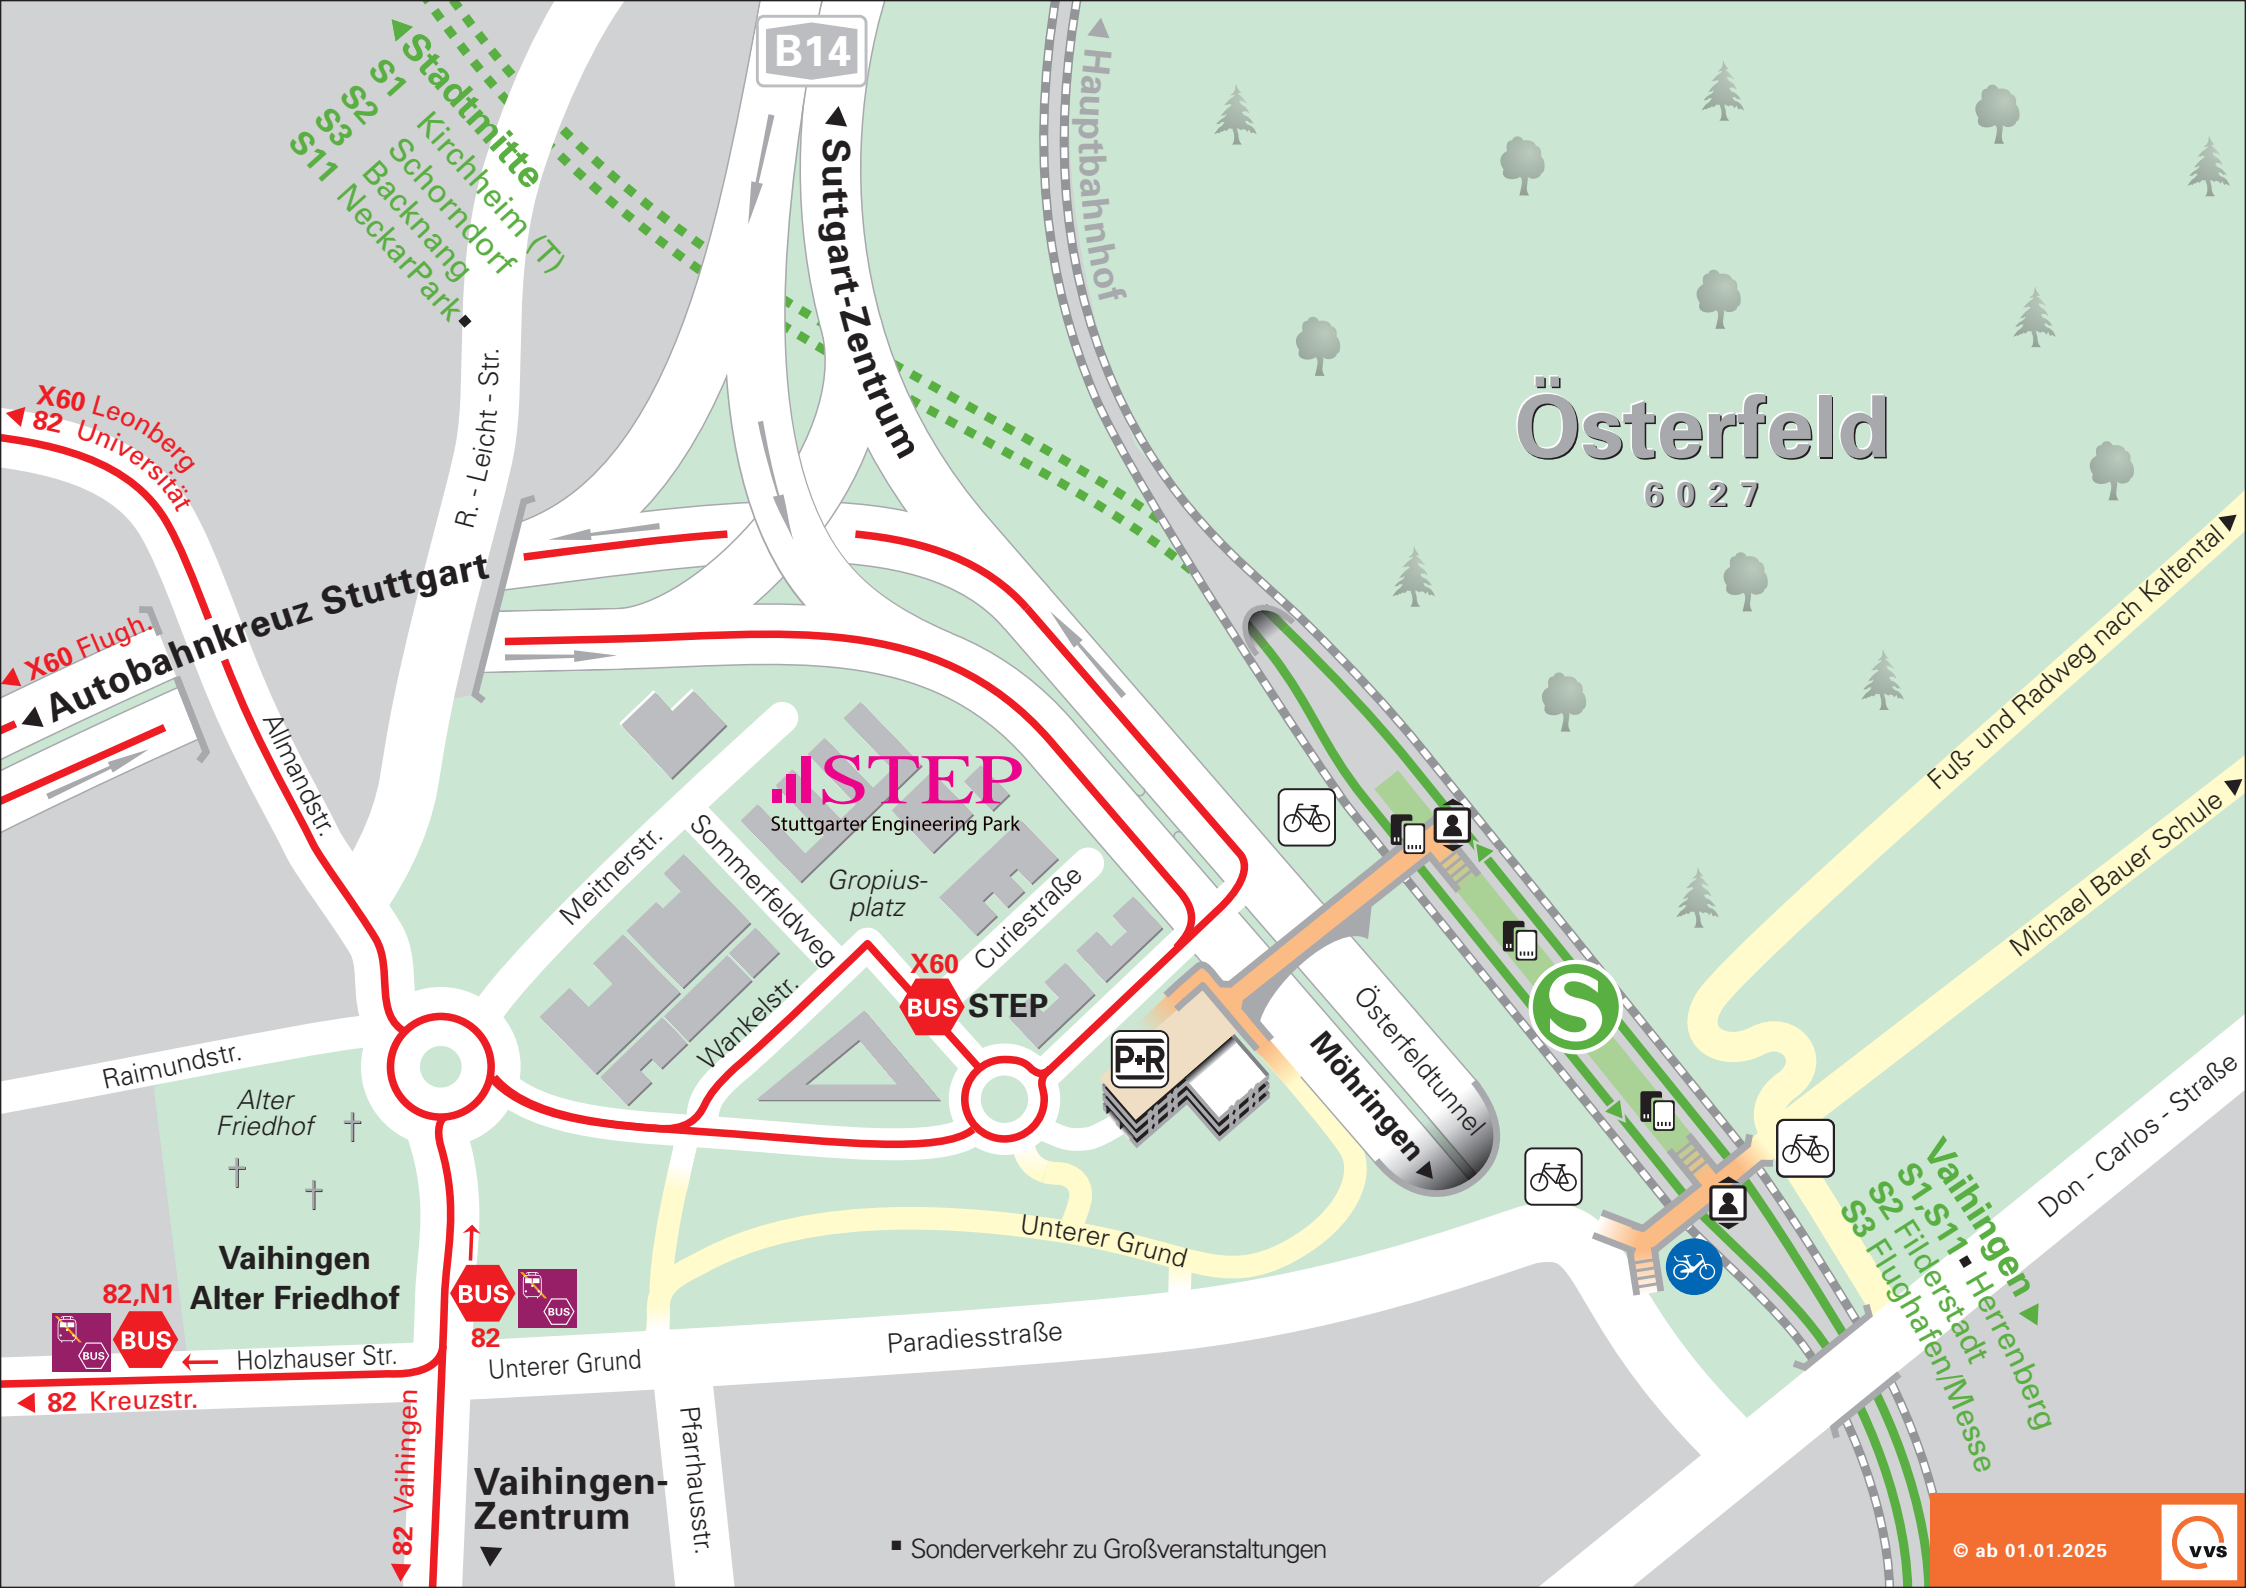 B14
Stadtmitte
S1 Kirchheim (T)
S2 Schorndorf
S3 Backnang
S11 NeckarPark
Suttgart-Zentrum
Hauptbahnhof
Österfeld
6027
R. - Leicht - Str.
X60 Leonberg
82 Universität
X60 Flugh.
Autobahnkreuz Stuttgart
Allmandstr.
Fuß- und Radweg nach Kaltental
Michael Bauer Schule
STEP
Stuttgarter Engineering Park
Meitnerstr.
Sommerfeldweg
Gropius-
platz
Curiestraße
Wankelstr.
X60
BUS STEP
P+R
S
Österfeldtunnel
Möhringen
Raimundstr.
Alter
Friedhof
Don - Carlos - Straße
Vaihingen
S1,S11 Herrenberg
S2 Filderstadt
S3 Flughafen/Messe
Unterer Grund
Vaihingen
Alter Friedhof
82,N1
BUS
BUS
BUS
BUS
82
Holzhauser Str.
82 Kreuzstr.
Unterer Grund
Paradiesstraße
82 Vaihingen
Vaihingen-
Zentrum
Pfarrhausstr.
Sonderverkehr zu Großveranstaltungen
© ab 01.01.2025
vvs